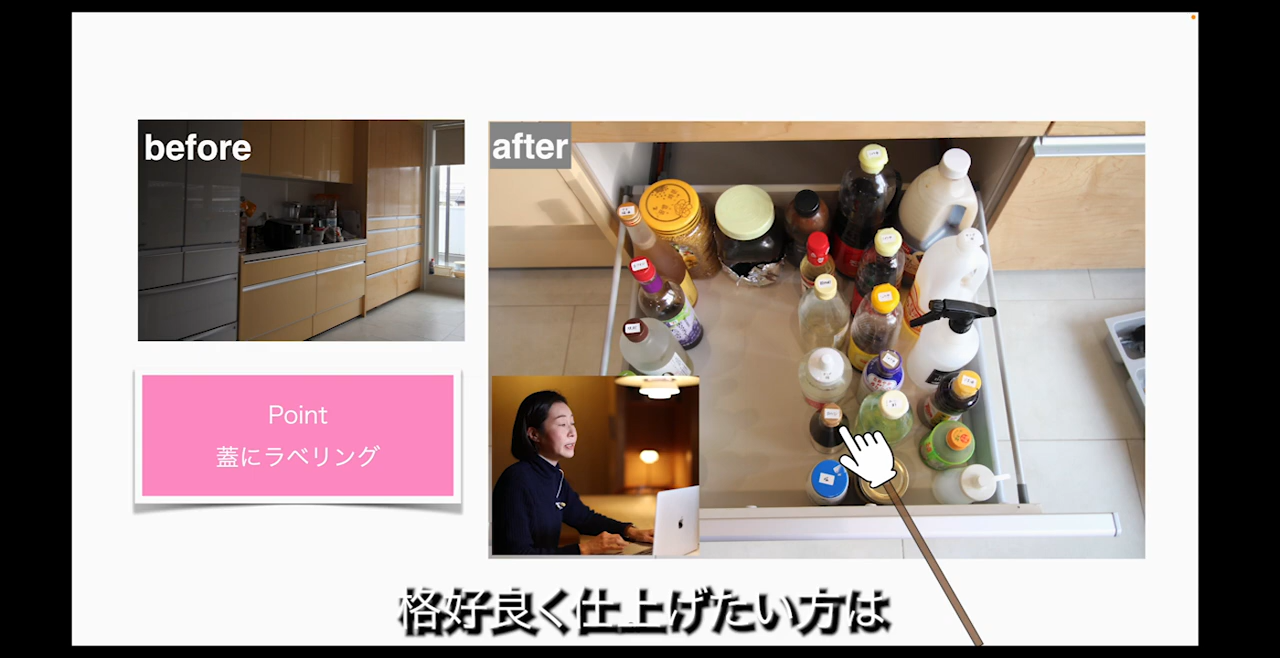 before
after
Point
蓋にラベリング
格好良く仕上げたい方は